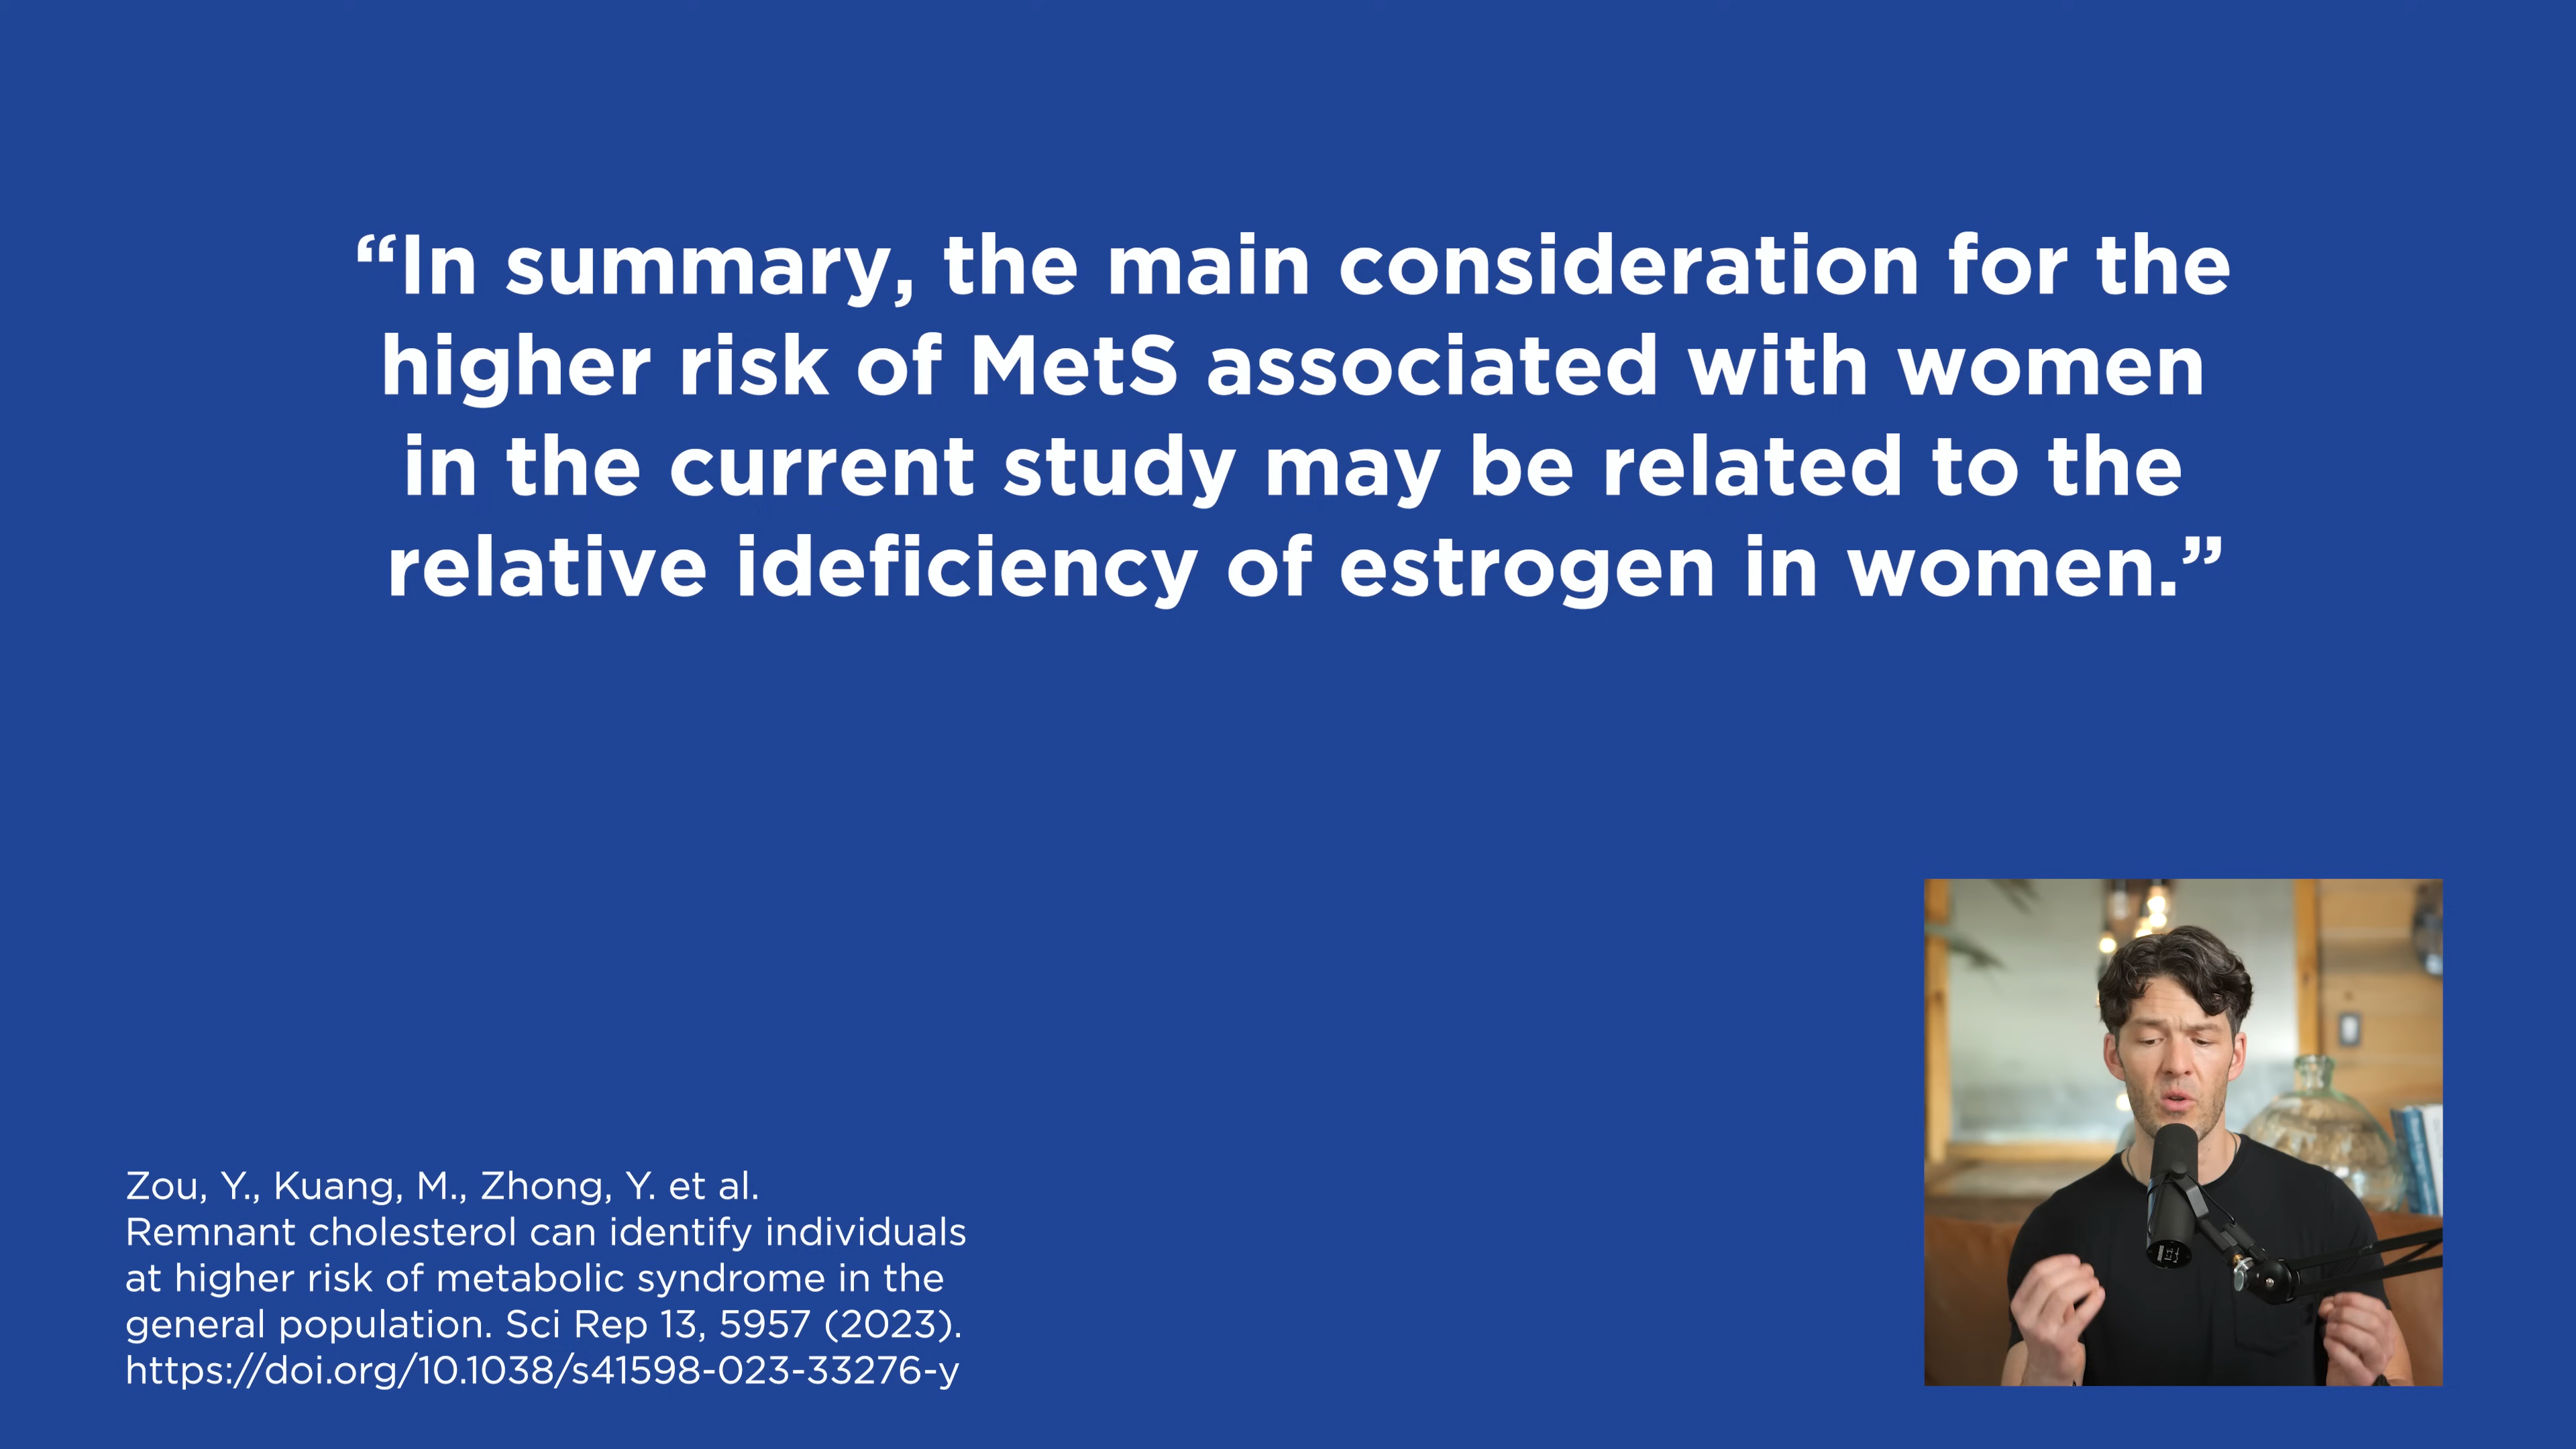 “In summary, the main consideration for the
higher risk of MetS associated with women
in the current study may be related to the
relative ideficiency of estrogen in women.”
Zou, Y., Kuang, M., Zhong, Y. et al.
Remnant cholesterol can identify individuals
at higher risk of metabolic syndrome in the
general population. Sci Rep 13, 5957 (2023).
https://doi.org/10.1038/s41598-023-33276-y